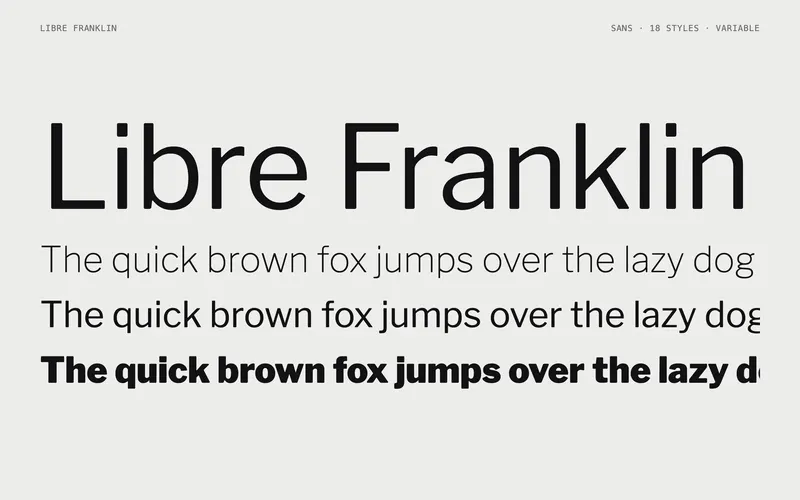 LIBRE FRANKLIN
SANS · 18 STYLES · VARIABLE
Libre Franklin
The quick brown fox jumps over the lazy dog
The quick brown fox jumps over the lazy dog
The quick brown fox jumps over the lazy